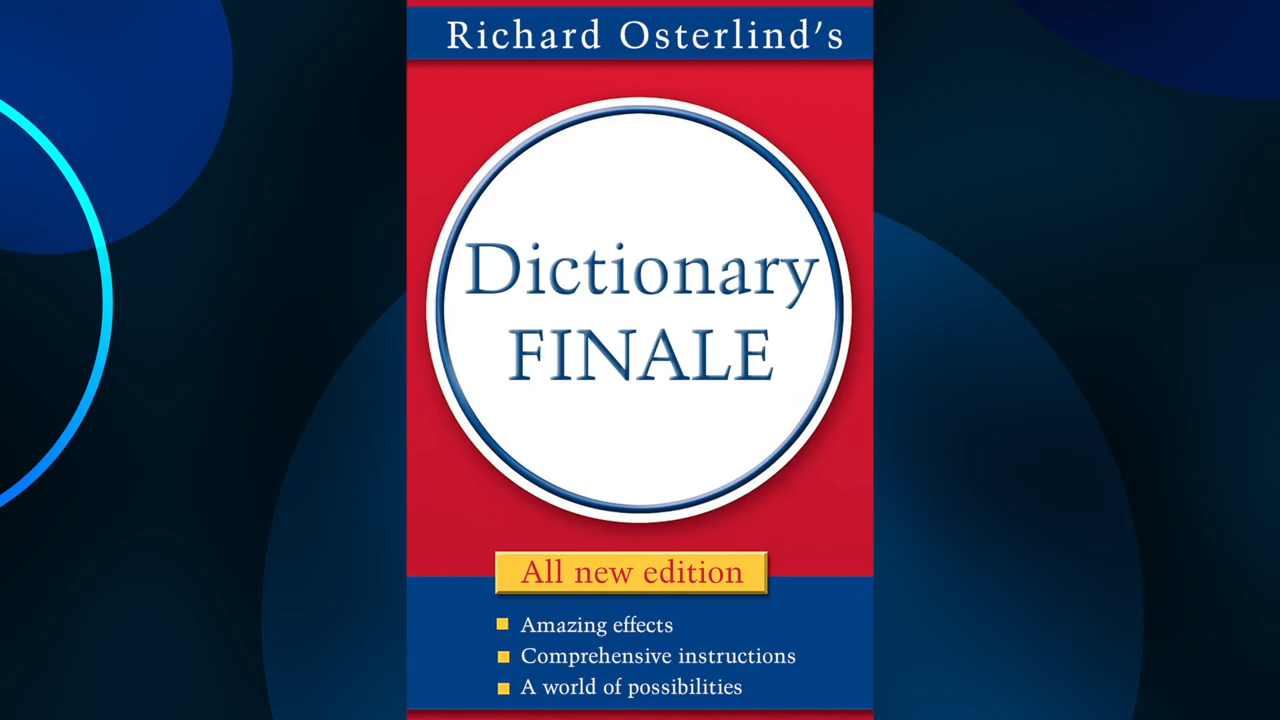 Richard Osterlind's
Dictionary
FINALE
All new edition
Amazing effects
Comprehensive instructions
A world of possibilities